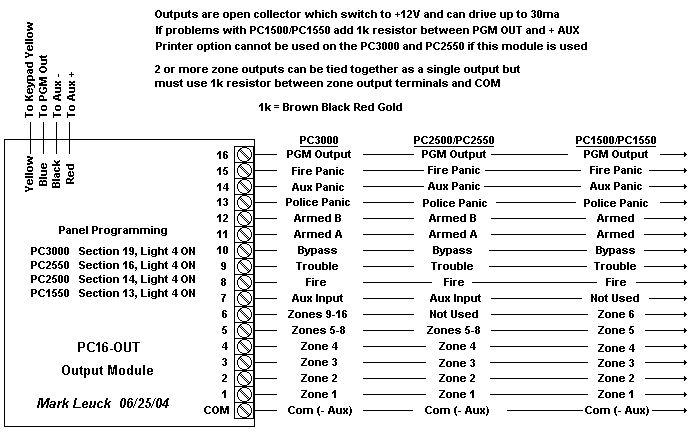 Outputs are open collector which switch to +12V and can drive up to 30ma
If problems with PC1500/PC1550 add 1k resistor between PGM OUT and + AUX
Printer option cannot be used on the PC3000 and PC2550 if this module is used
2 or more zone outputs can be tied together as a single output but
must use 1k resistor between zone output terminals and COM
1k = Brown Black Red Gold
To Keypad Yellow
To PGM Out
To Aux -
To Aux +
Yellow
Blue
Black
Red
PC3000 PC2500/PC2550 PC1500/PC1550
16 PGM Output PGM Output PGM Output
15 Fire Panic Fire Panic Fire Panic
14 Aux Panic Aux Panic Aux Panic
13 Police Panic Police Panic Police Panic
12 Armed B Armed B Armed
11 Armed A Armed A Armed
10 Bypass Bypass Bypass
9 Trouble Trouble Trouble
8 Fire Fire Fire
7 Aux Input Aux Input Not Used
6 Zones 9-16 Not Used Zone 6
5 Zones 5-8 Zones 5-8 Zone 5
4 Zone 4 Zone 4 Zone 4
3 Zone 3 Zone 3 Zone 3
2 Zone 2 Zone 2 Zone 2
1 Zone 1 Zone 1 Zone 1
COM Com (- Aux) Com (- Aux) Com (- Aux)
Panel Programming
PC3000 Section 19, Light 4 ON
PC2550 Section 16, Light 4 ON
PC2500 Section 14, Light 4 ON
PC1550 Section 13, Light 4 ON
PC16-OUT
Output Module
Mark Leuck 06/25/04